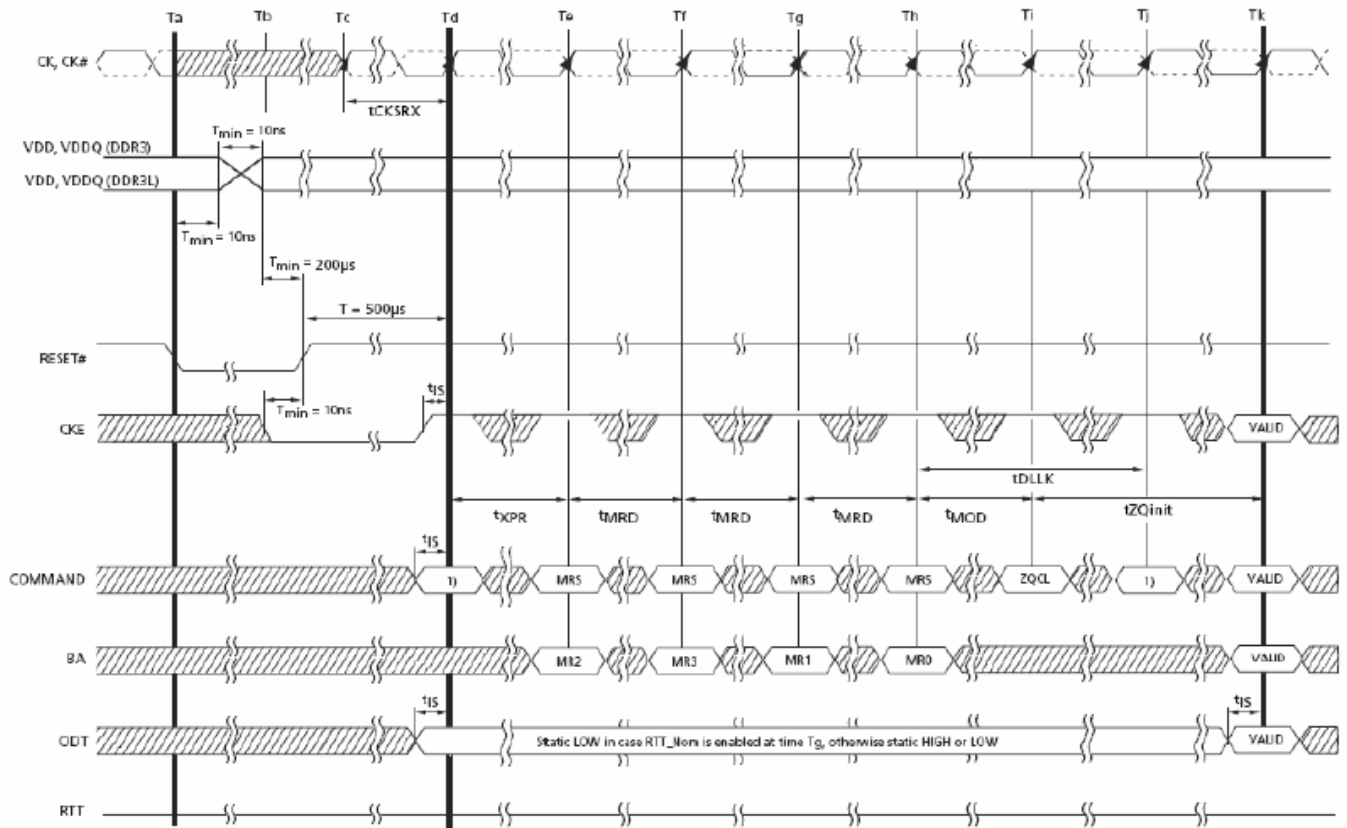 Ta Tb Tc Td Te Tf Tg Th Ti Tj Tk
CK, CK#
tCKSRX
Tmin = 10ns
VDD, VDDQ (DDR3)
VDD, VDDQ (DDR3L)
Tmin = 10ns
Tmin = 200µs
T = 500µs
RESET#
tIS
Tmin = 10ns
CKE VALID
tDLLK
tXPR tMRD tMRD tMRD tMOD tZQinit
tIS
COMMAND 1) MRS MRS MRS MRS ZQCL 1) VALID
BA MR2 MR3 MR1 MR0 VALID
tIS tIS
ODT Static LOW in case RTT_Nom is enabled at time Tg, otherwise static HIGH or LOW VALID
RTT